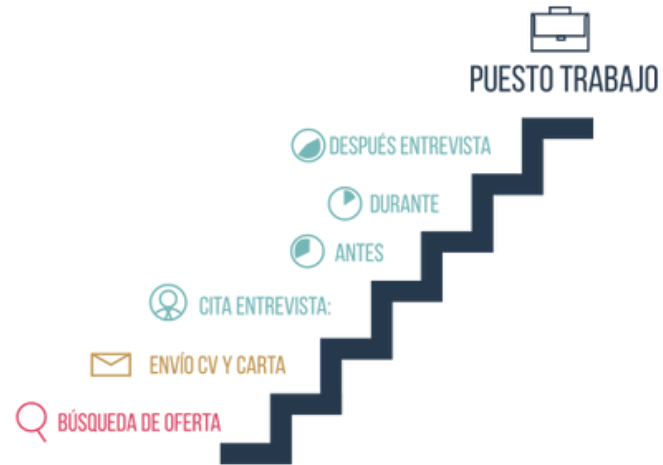 PUESTO TRABAJO
DESPUÉS ENTREVISTA
DURANTE
ANTES
CITA ENTREVISTA:
ENVÍO CV Y CARTA
BÚSQUEDA DE OFERTA